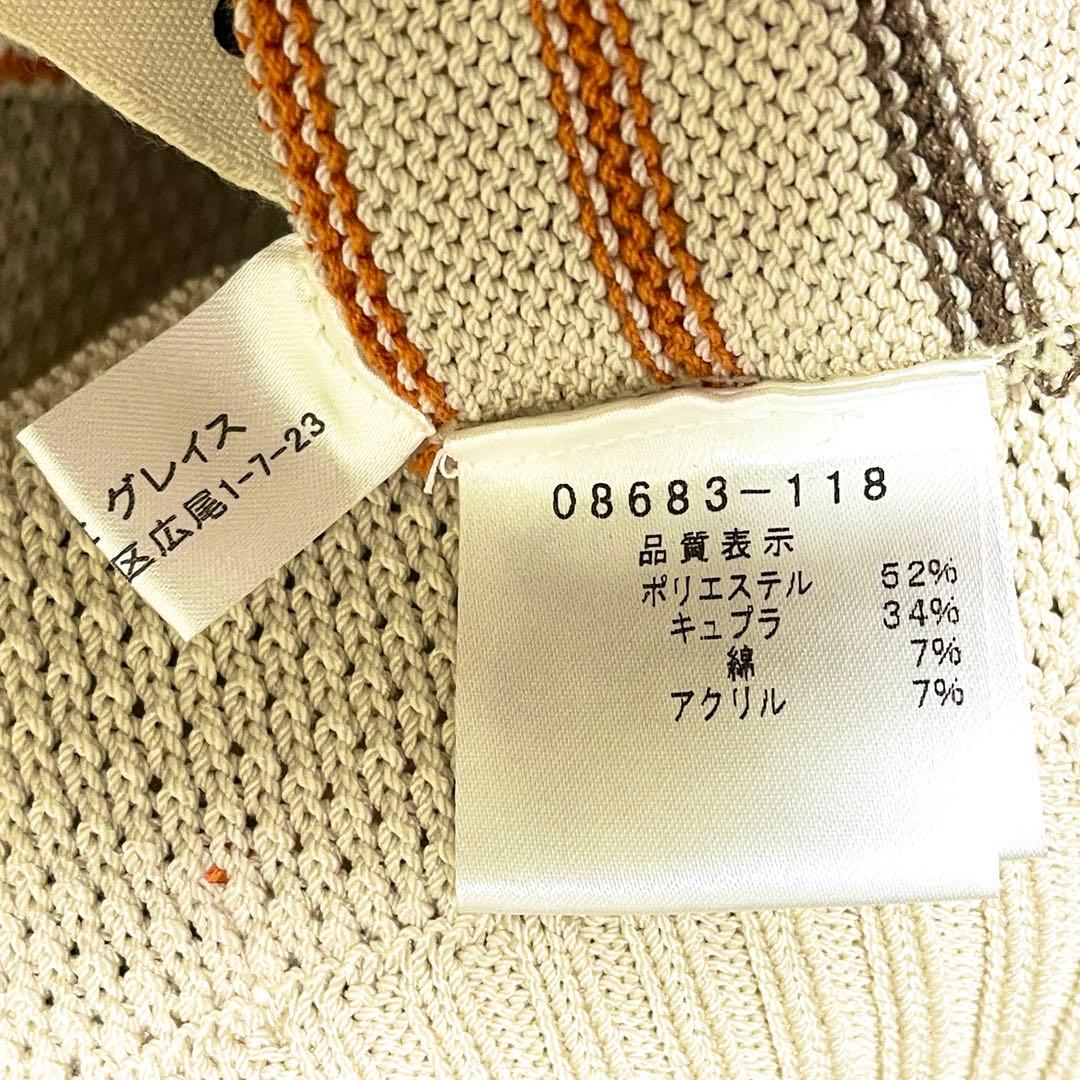 グレイス
区広尾1-7-23
08683-118
品質表示
ポリエステル 52%
キュプラ 34%
綿 7%
アクリル 7%